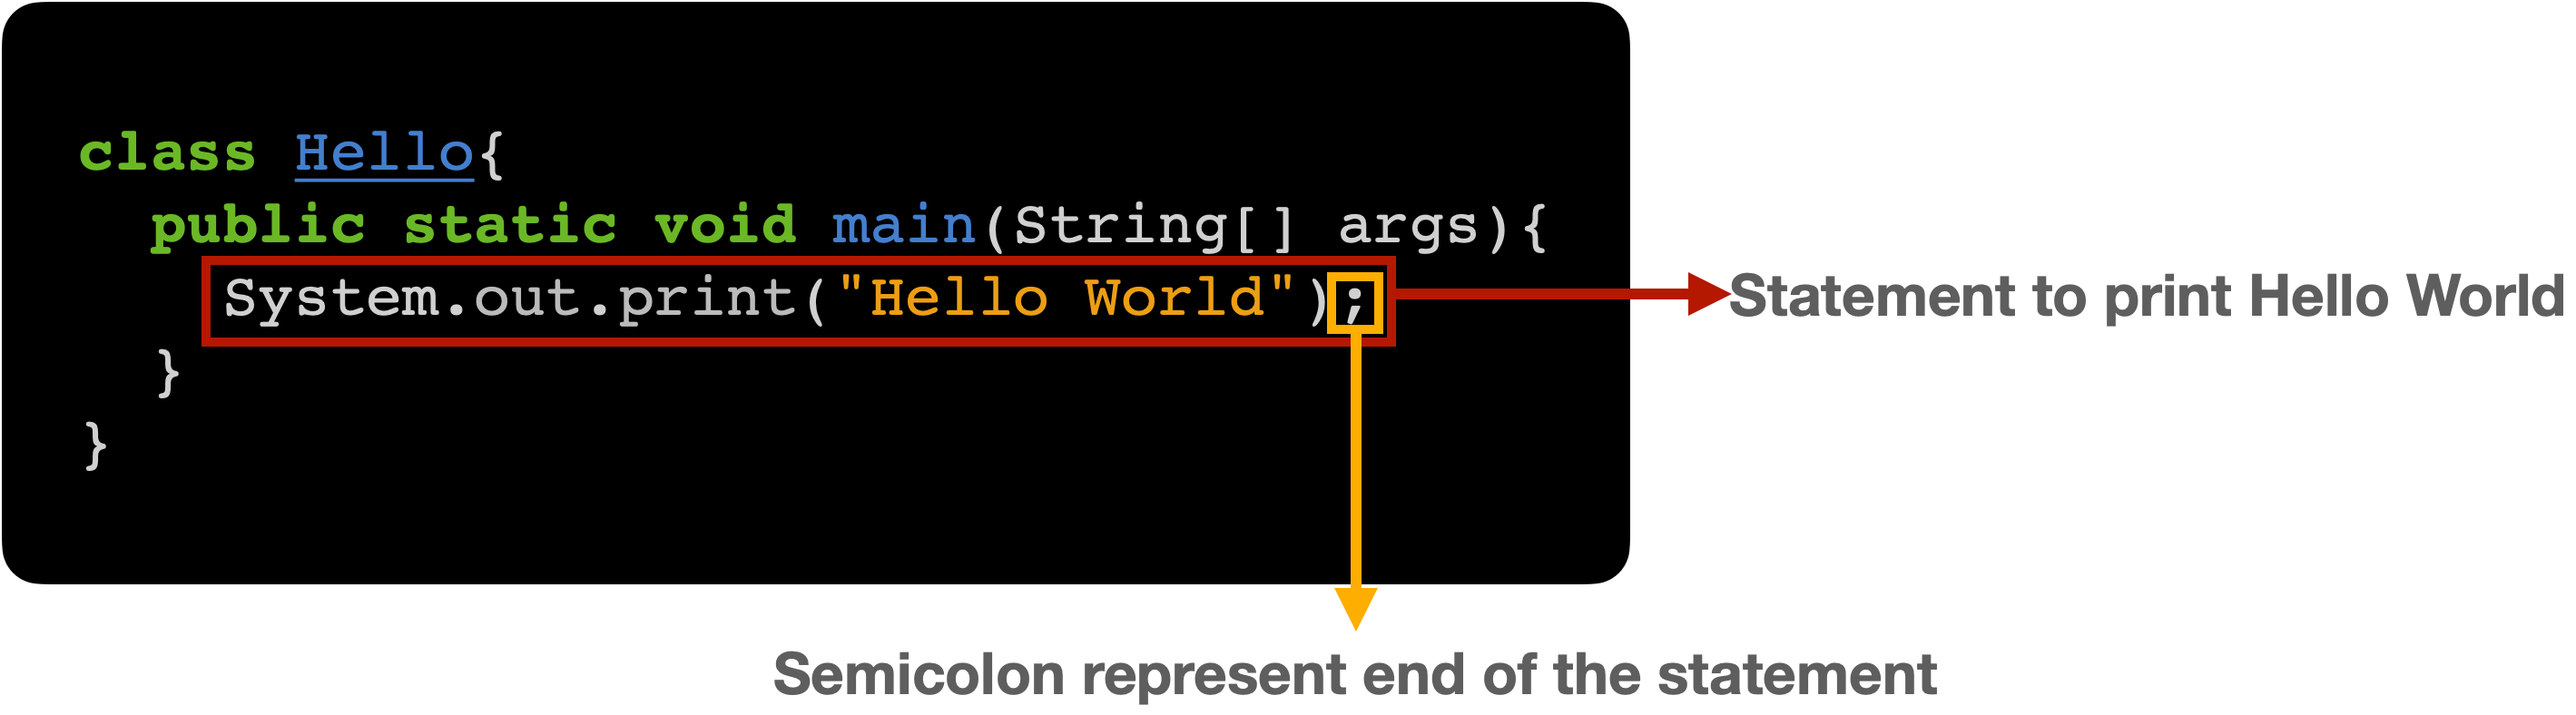 class Hello{
public static void main(String[] args){
System.out.print("Hello World");
Statement to print Hello World
}
}
Semicolon represent end of the statement